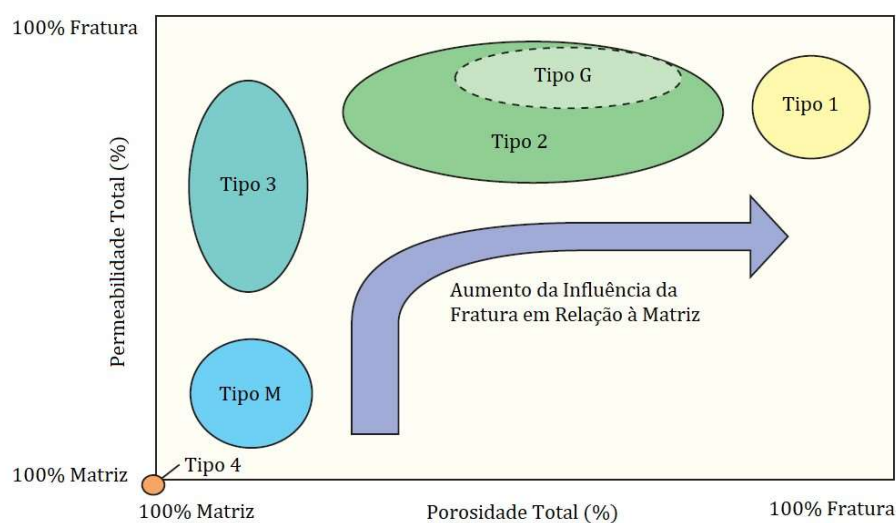 100% Fratura
Tipo G
Tipo 1
Tipo 2
Tipo 3
Permeabilidade Total (%)
Aumento da Influência da
Fratura em Relação à Matriz
Tipo M
Tipo 4
100% Matriz
100% Matriz
Porosidade Total (%)
100% Fratura